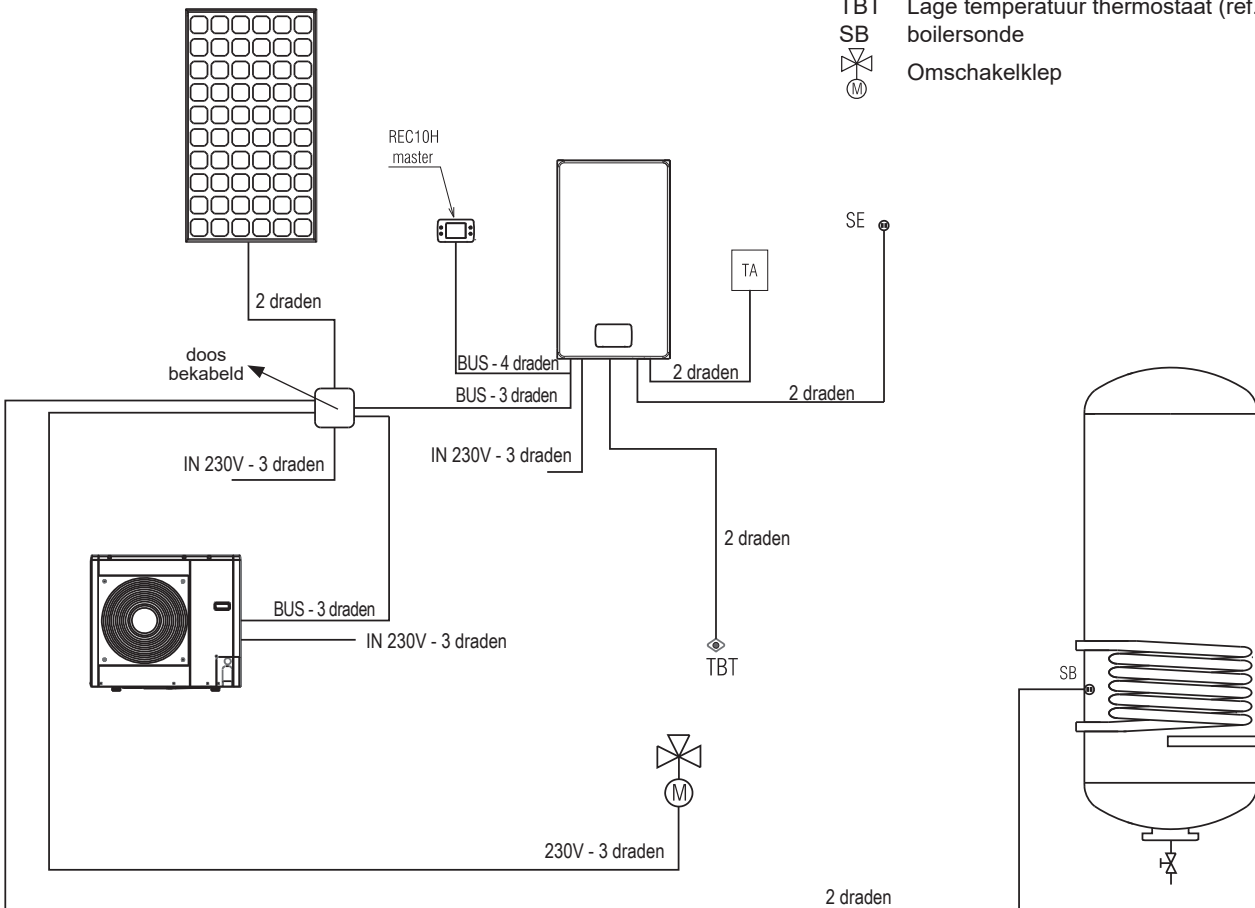 TBT Lage temperatuur thermostaat (ref.
SB boilersonde
M Omschakelklep
REC10H
master
SE
TA
2 draden
doos
bekabeld
BUS - 4 draden
2 draden
BUS - 3 draden
2 draden
IN 230V - 3 draden
IN 230V - 3 draden
2 draden
BUS - 3 draden
IN 230V - 3 draden
TBT
SB
M
230V - 3 draden
2 draden